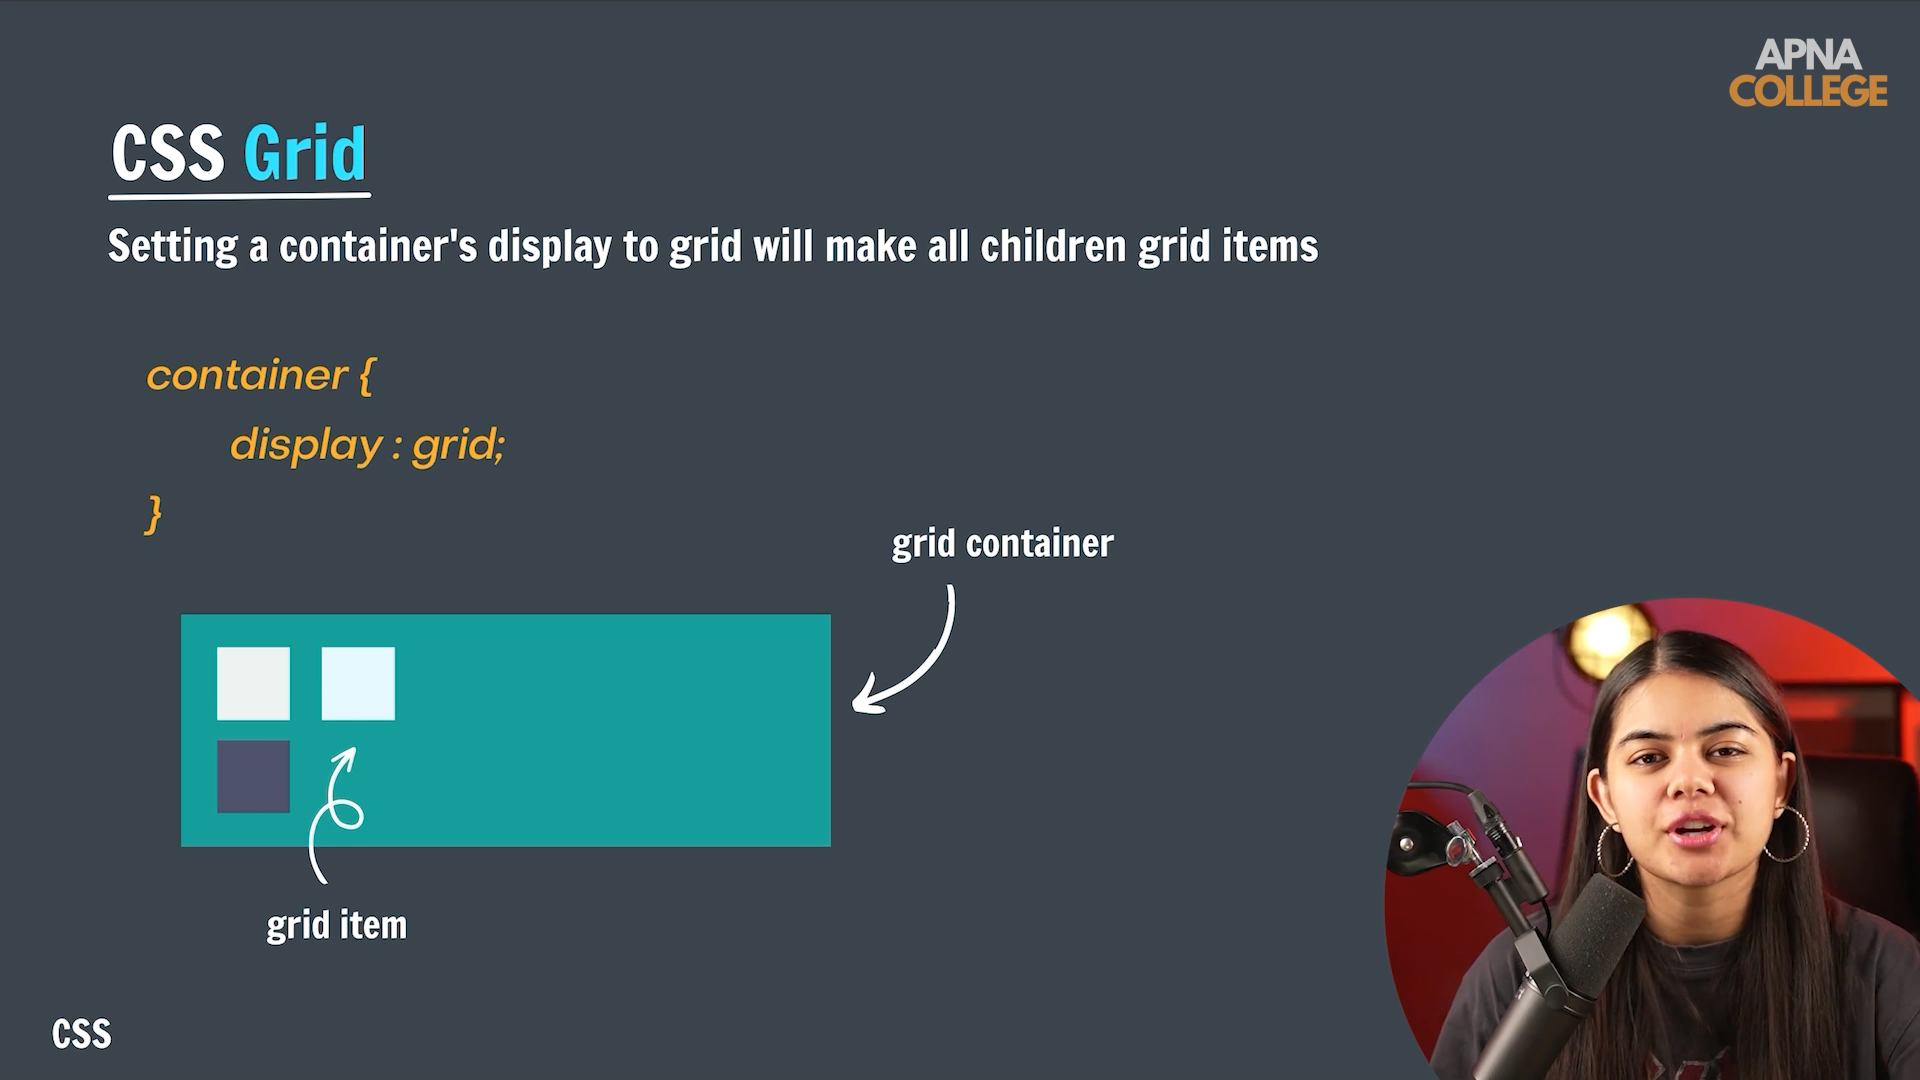 APNA
COLLEGE
CSS Grid
Setting a container's display to grid will make all children grid items
container {
display : grid;
}
grid container
grid item
CSS